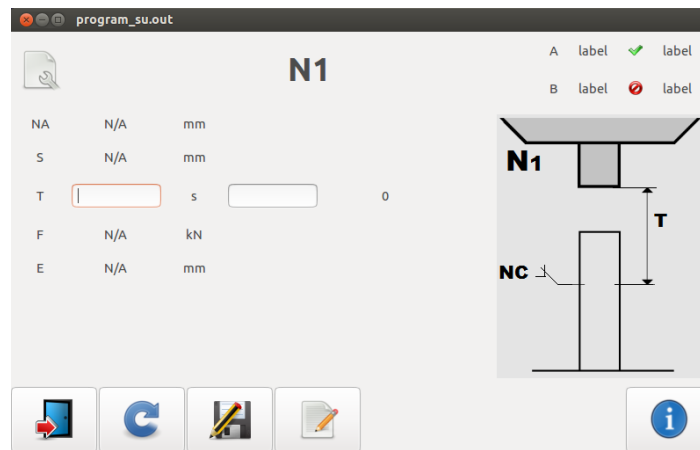 program_su.out
N1
A label label
B label label
NA N/A mm
S N/A mm
T s 0
F N/A kN
E N/A mm
N1
T
NC